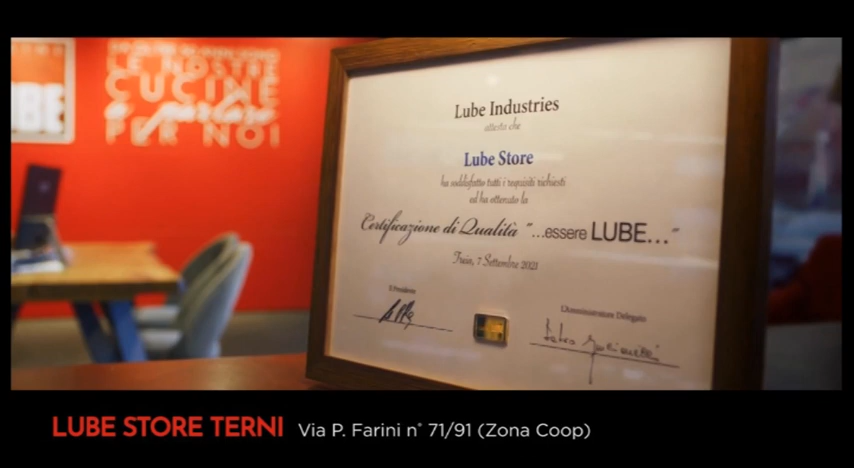 LE NOSTRE
CUCINE
a parlare
PER NOI
Lube Industries
attesta che
Lube Store
ha soddisfatto tutti i requisiti richiesti
ed ha ottenuto la
Certificazione di Qualità "...essere LUBE..."
Treia, 7 Settembre 2021
Il Presidente
L'Amministratore Delegato
LUBE STORE TERNI Via P. Farini n° 71/91 (Zona Coop)